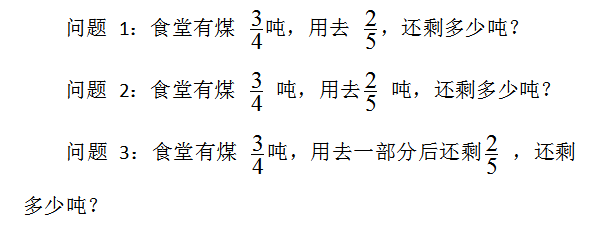 问题 1：食堂有煤 3/4吨，用去 2/5，还剩多少吨？
问题 2：食堂有煤 3/4 吨，用去2/5 吨，还剩多少吨？
问题 3：食堂有煤 3/4吨，用去一部分后还剩2/5 ，还剩
多少吨？